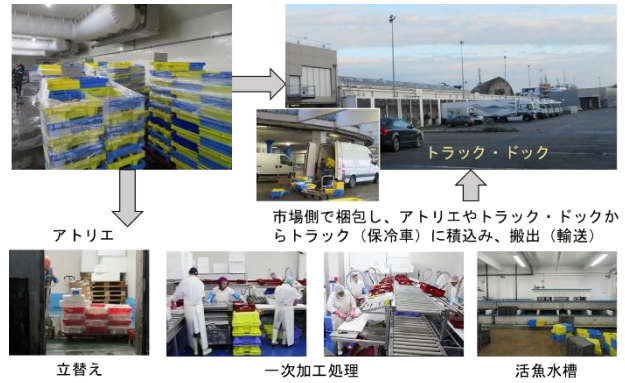 トラック・ドック
市場側で梱包し、アトリエやトラック・ドックか
らトラック（保冷車）に積込み、搬出（輸送）
アトリエ
立替え
一次加工処理
活魚水槽